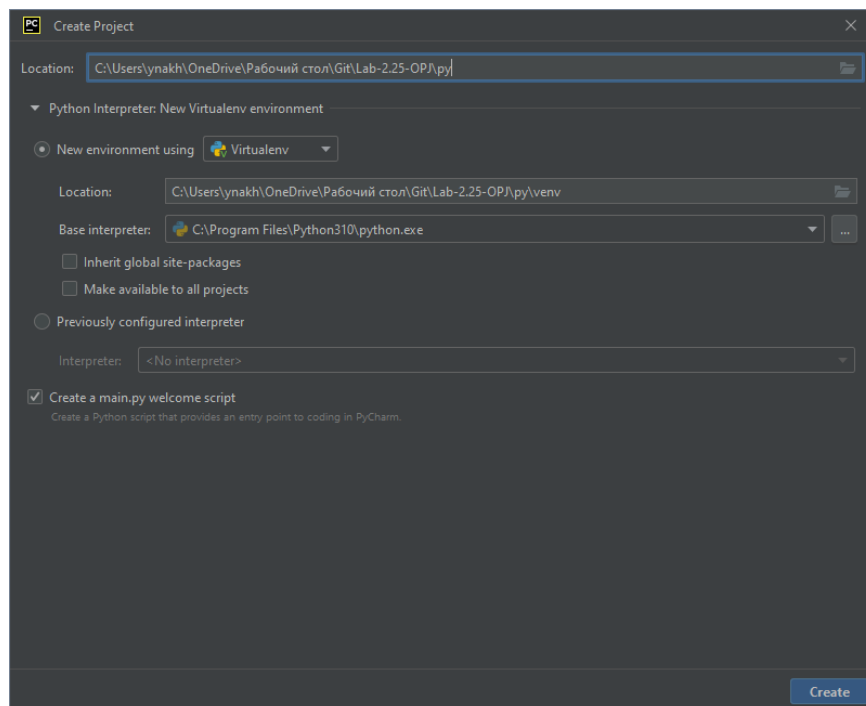 PC Create Project
Location: C:\Users\ynakh\OneDrive\Рабочий стол\Git\Lab-2.25-OPJ\py
Python Interpreter: New Virtualenv environment
New environment using Virtualenv
Location: C:\Users\ynakh\OneDrive\Рабочий стол\Git\Lab-2.25-OPJ\py\venv
Base interpreter: C:\Program Files\Python310\python.exe ...
Inherit global site-packages
Make available to all projects
Previously configured interpreter
Interpreter: <No interpreter>
Create a main.py welcome script
Create a Python script that provides an entry point to coding in PyCharm.
Create